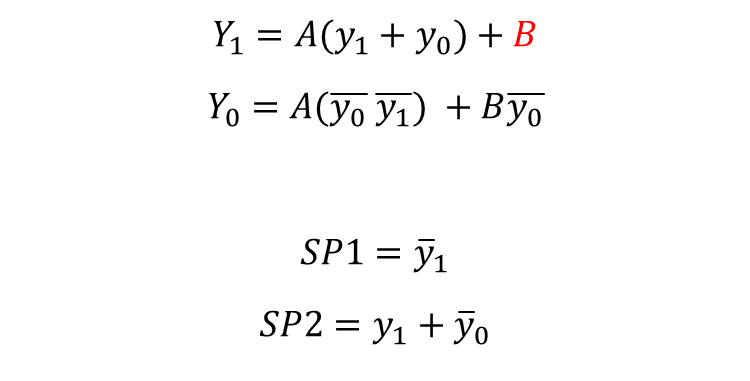 Y₁ = A(y₁ + y₀) + B
Y₀ = A(y̅₀ y̅₁) + By̅₀
SP1 = y̅₁
SP2 = y₁ + y̅₀